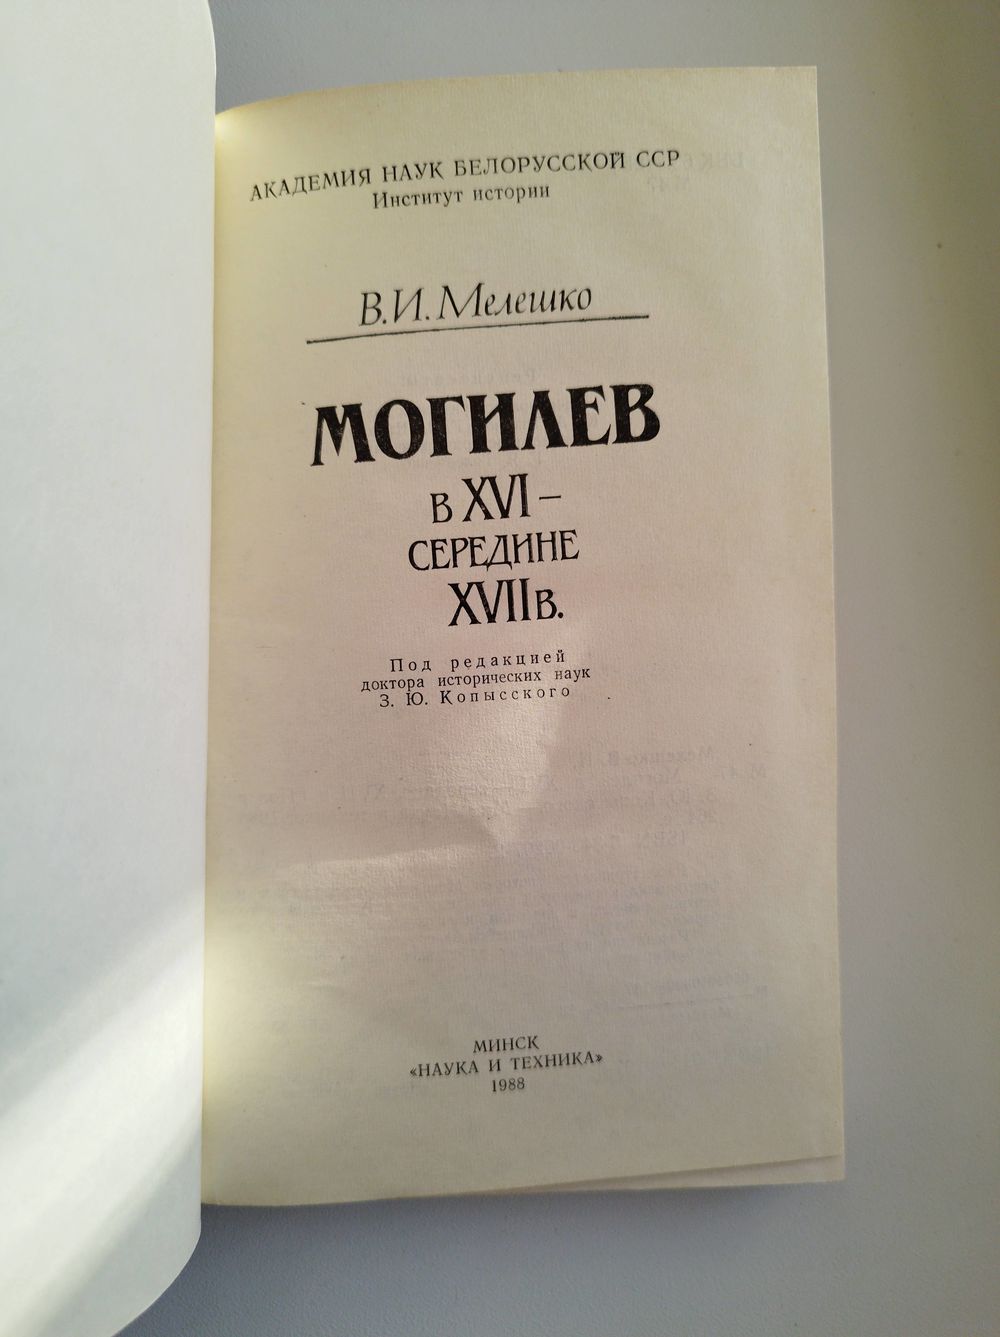 АКАДЕМИЯ НАУК БЕЛОРУССКОЙ ССР
Институт истории
В.И. Мелешко
МОГИЛЕВ
В XVI –
СЕРЕДИНЕ
XVII В.
Под редакцией
доктора исторических наук
З. Ю. Копысского
МИНСК
«НАУКА И ТЕХНИКА»
1988